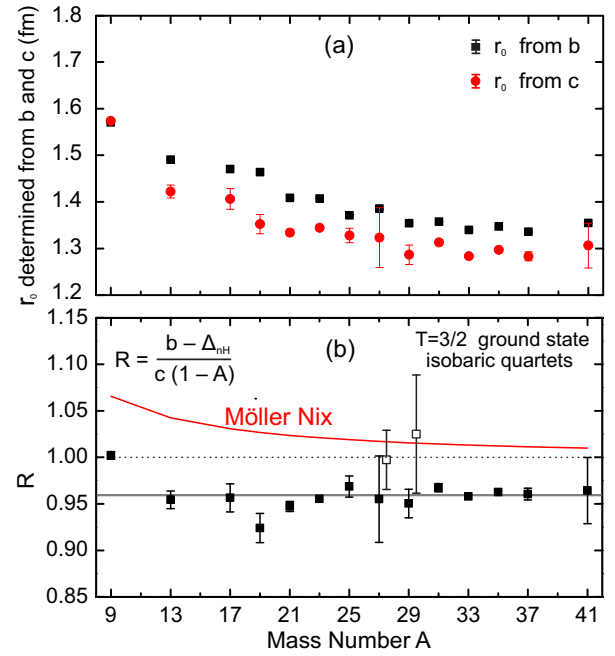 1.8
1.7
1.6
1.5
1.4
1.3
1.2
r₀ determined from b and c (fm)
(a)
r₀ from b
r₀ from c
1.15
1.10
1.05
1.00
0.95
0.90
0.85
R
R = b – ΔnH
c (1 – A)
(b)
T=3/2 ground state
isobaric quartets
Möller Nix
9 13 17 21 25 29 33 37 41
Mass Number A